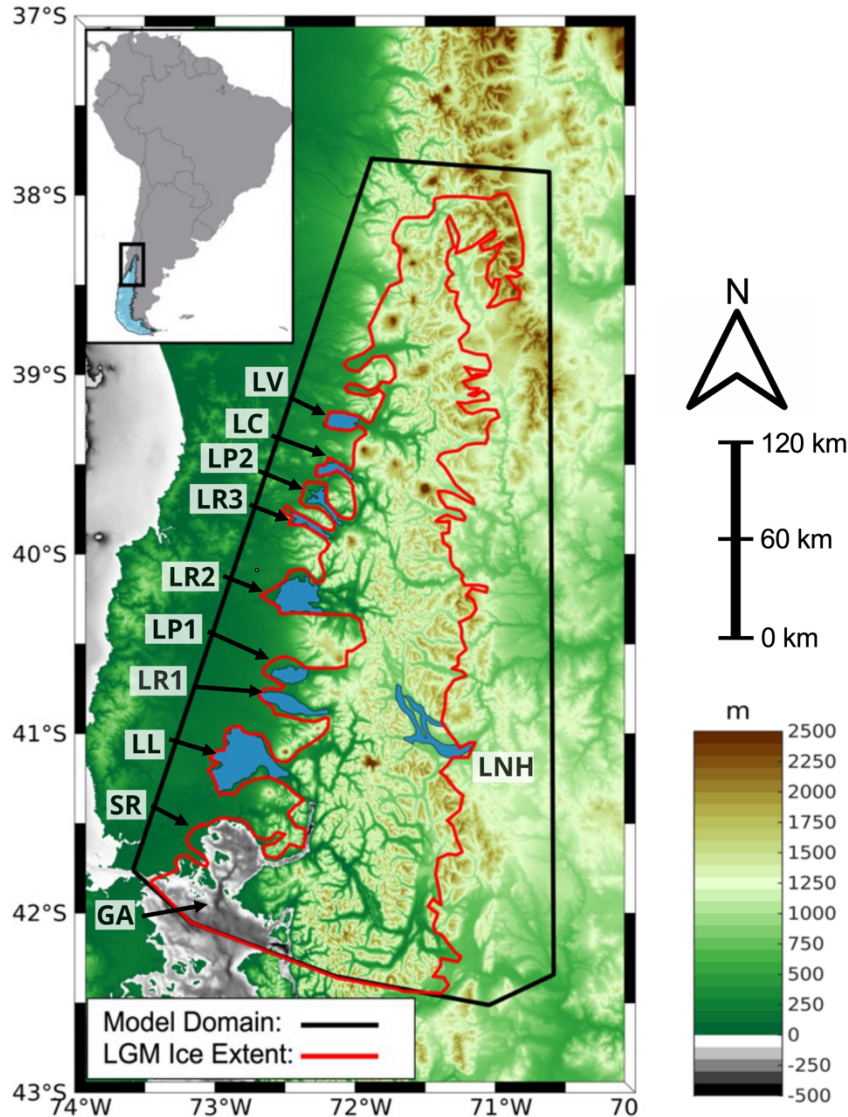 37°S
38°S
39°S
40°S
41°S
42°S
43°S
74°W
73°W
72°W
71°W
70
LV
LC
LP2
LR3
LR2
LP1
LR1
LL
SR
GA
LNH
Model Domain:
LGM Ice Extent:
N
120 km
60 km
0 km
m
2500
2250
2000
1750
1500
1250
1000
750
500
250
0
-250
-500